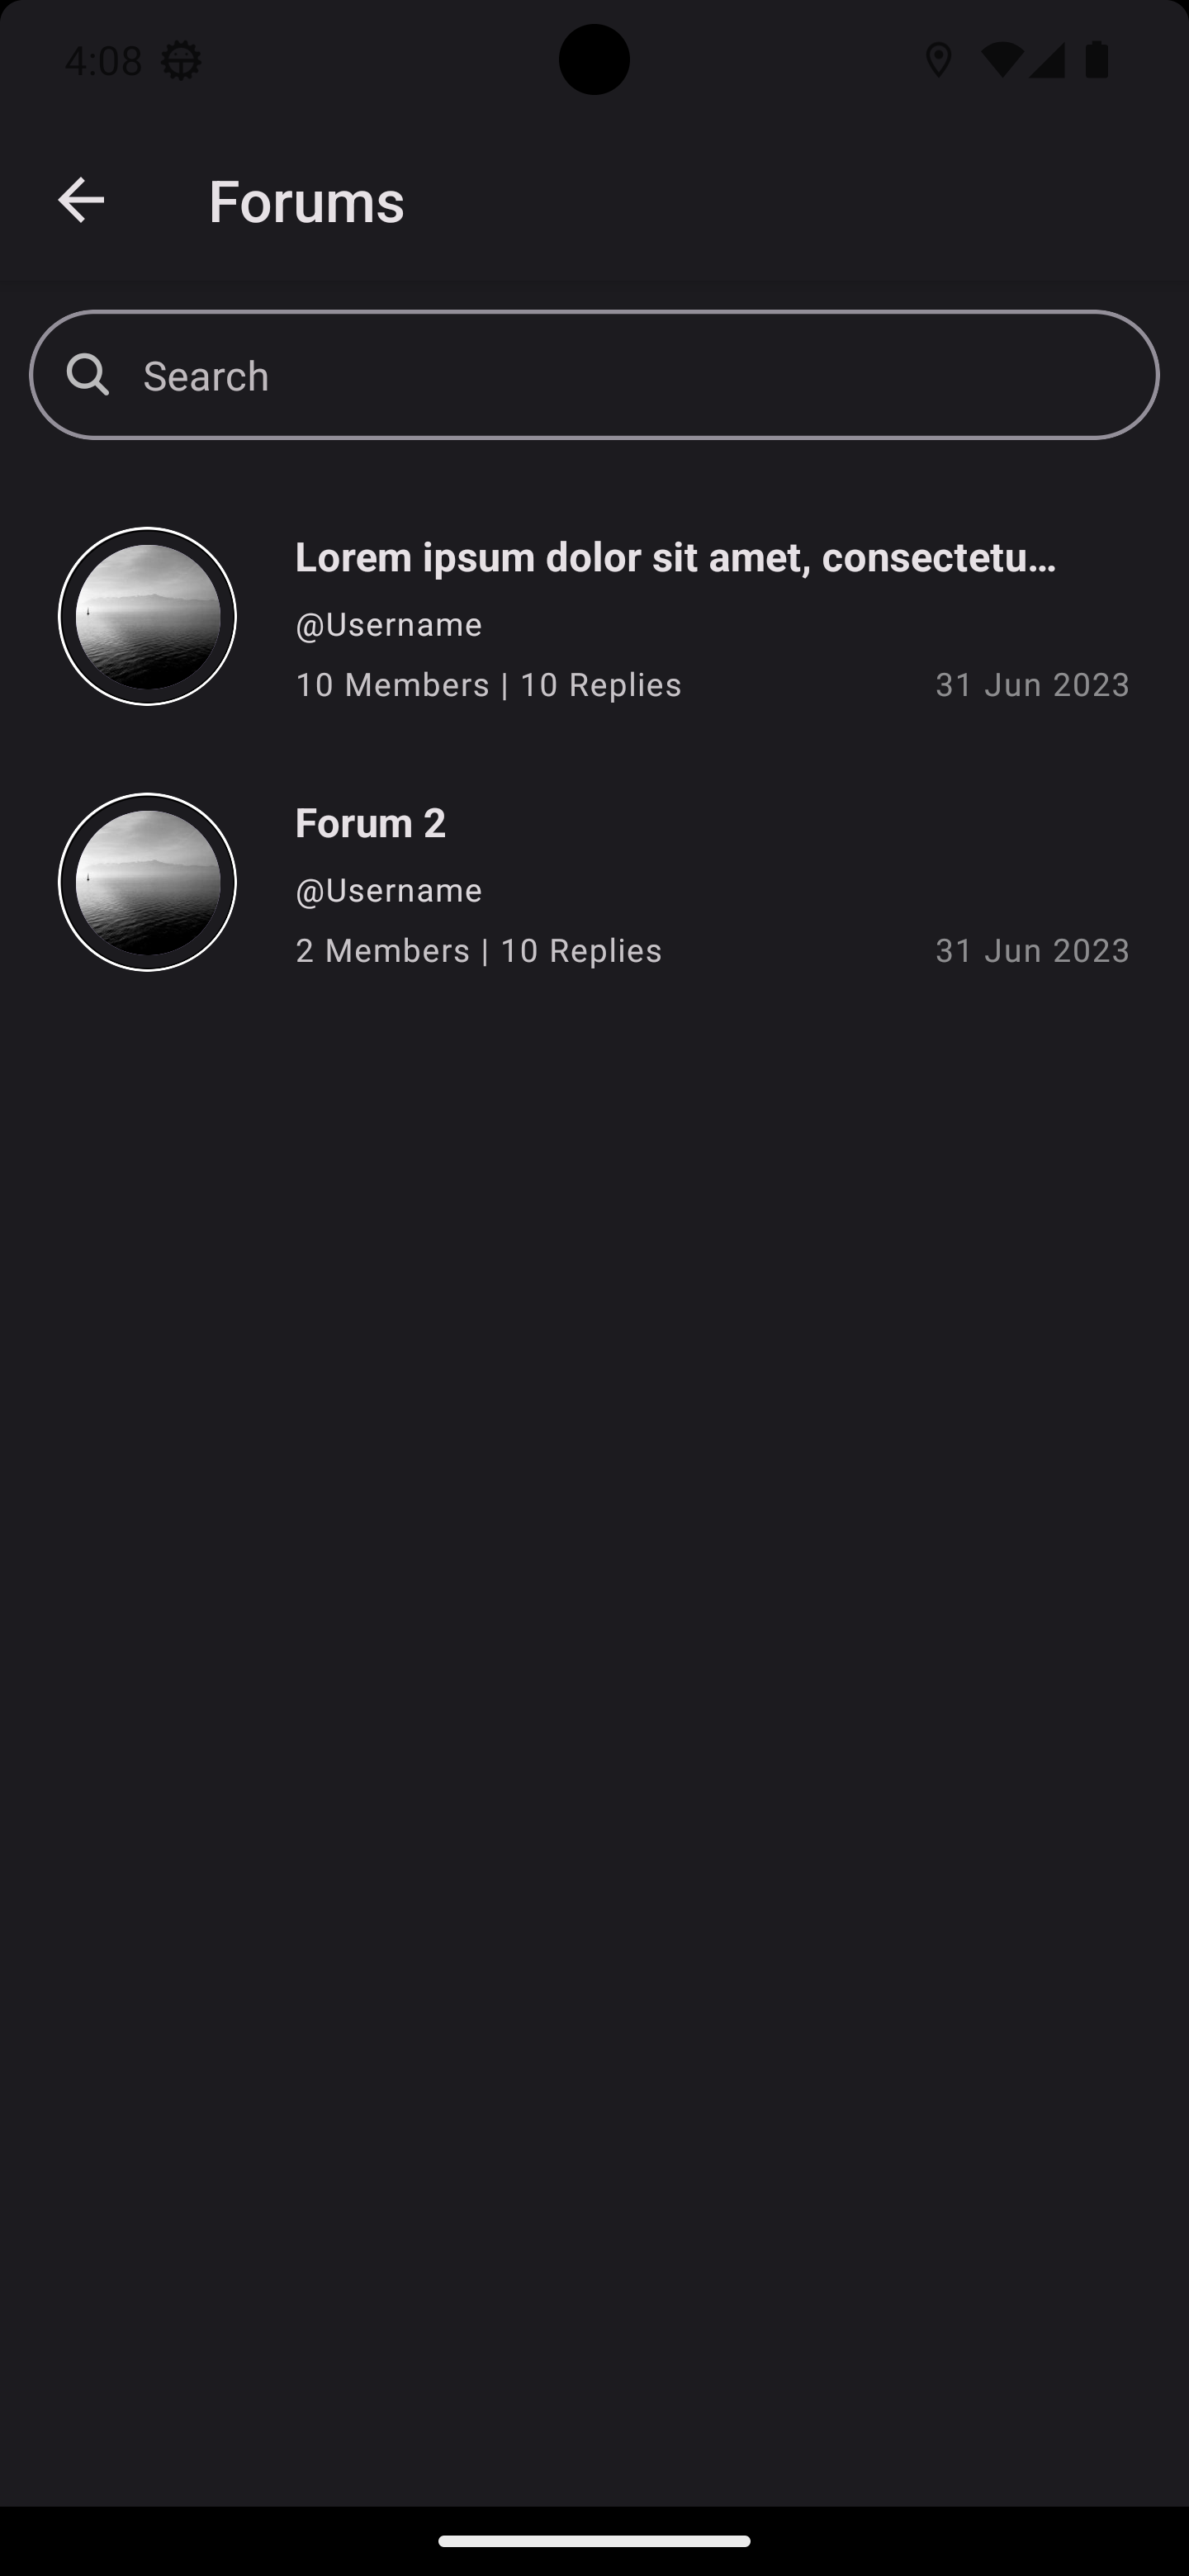 4:08
Forums
Search
Lorem ipsum dolor sit amet, consectetu…
@Username
10 Members | 10 Replies
31 Jun 2023
Forum 2
@Username
2 Members | 10 Replies
31 Jun 2023